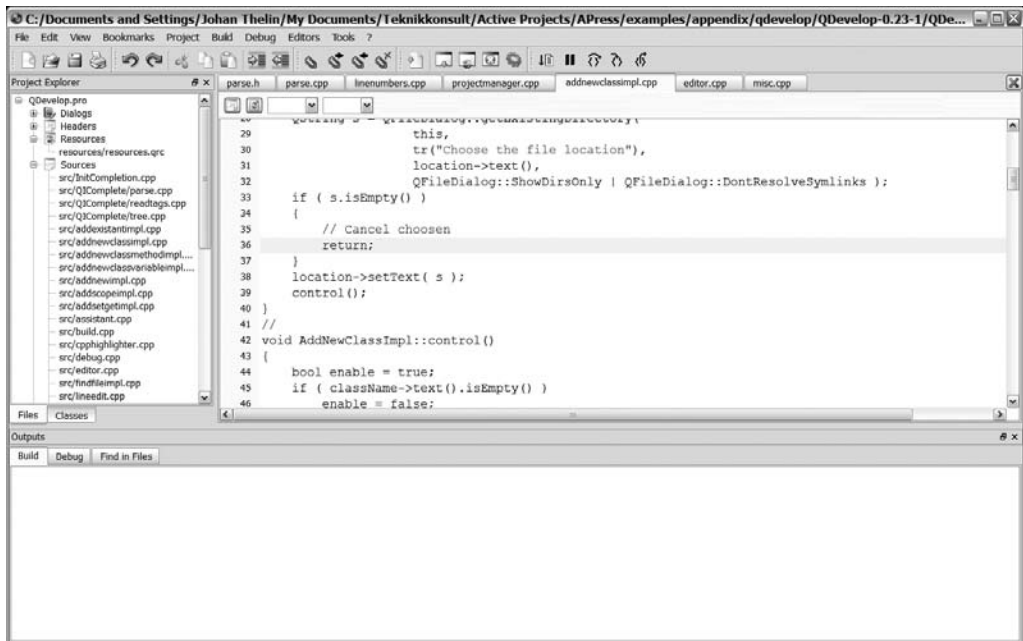 C:/Documents and Settings/Johan Thelin/My Documents/Teknikkonsult/Active Projects/APress/examples/appendix/qdevelop/QDevelop-0.23-1/QDe...
File Edit View Bookmarks Project Build Debug Editors Tools ?
Project Explorer
QDevelop.pro
Dialogs
Headers
Resources
resources/resources.qrc
Sources
src/InitCompletion.cpp
src/QIComplete/parse.cpp
src/QIComplete/readtags.cpp
src/QIComplete/tree.cpp
src/addexistantimpl.cpp
src/addnewclassimpl.cpp
src/addnewclassmethodimpl....
src/addnewclassvariableimpl....
src/addnewimpl.cpp
src/addscopeimpl.cpp
src/addsetgetimpl.cpp
src/assistant.cpp
src/build.cpp
src/cpphighlighter.cpp
src/debug.cpp
src/editor.cpp
src/findfileimpl.cpp
src/lineedit.cpp
Files Classes
parse.h parse.cpp linenumbers.cpp projectmanager.cpp addnewclassimpl.cpp editor.cpp misc.cpp
28 QString s = QFileDialog::getExistingDirectory(
29 this,
30 tr("Choose the file location"),
31 location->text(),
32 QFileDialog::ShowDirsOnly | QFileDialog::DontResolveSymlinks );
33 if ( s.isEmpty() )
34 {
35 // Cancel choosen
36 return;
37 }
38 location->setText( s );
39 control();
40 }
41 //
42 void AddNewClassImpl::control()
43 {
44 bool enable = true;
45 if ( className->text().isEmpty() )
46 enable = false;
Outputs
Build Debug Find in Files